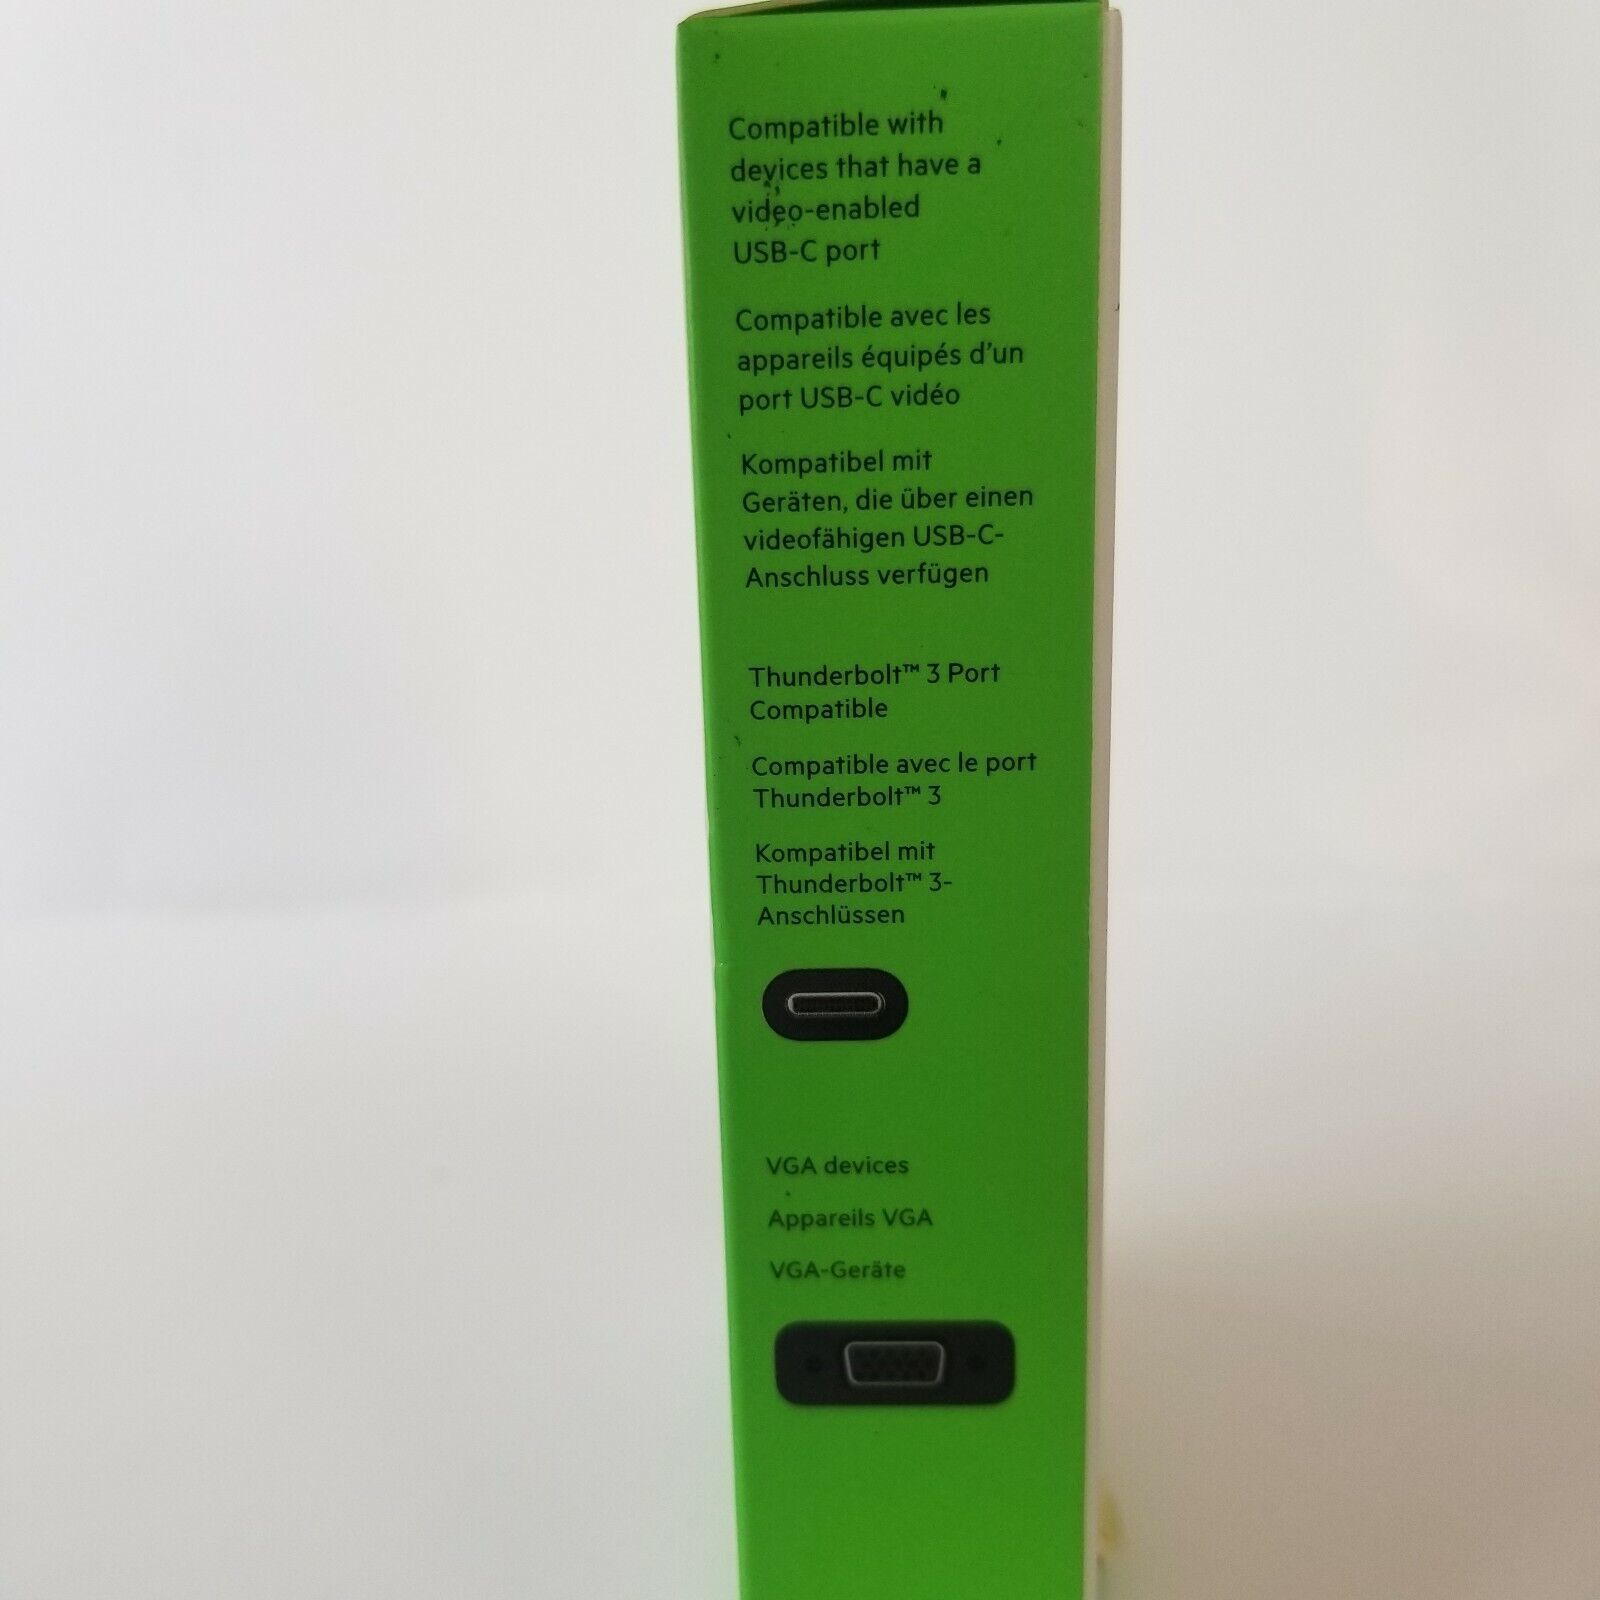 Compatible with
devices that have a
video-enabled
USB-C port
Compatible avec les
appareils équipés d'un
port USB-C vidéo
Kompatibel mit
Geräten, die über einen
videofähigen USB-C-
Anschluss verfügen
Thunderbolt™ 3 Port
Compatible
Compatible avec le port
Thunderbolt™ 3
Kompatibel mit
Thunderbolt™ 3-
Anschlüssen
VGA devices
Appareils VGA
VGA-Geräte